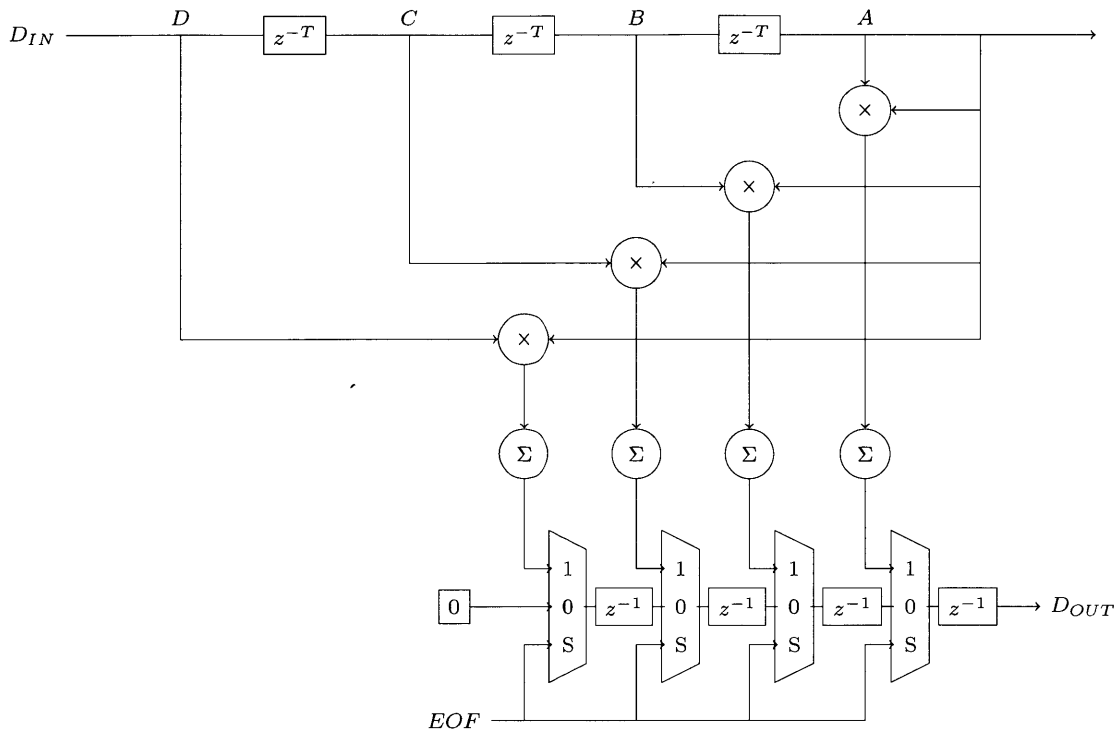 D C B A
D_IN z^-T z^-T z^-T
×
×
×
×
Σ Σ Σ Σ
1 1 1 1
0 0 z^-1 0 z^-1 0 z^-1 0 z^-1 D_OUT
S S S S
EOF